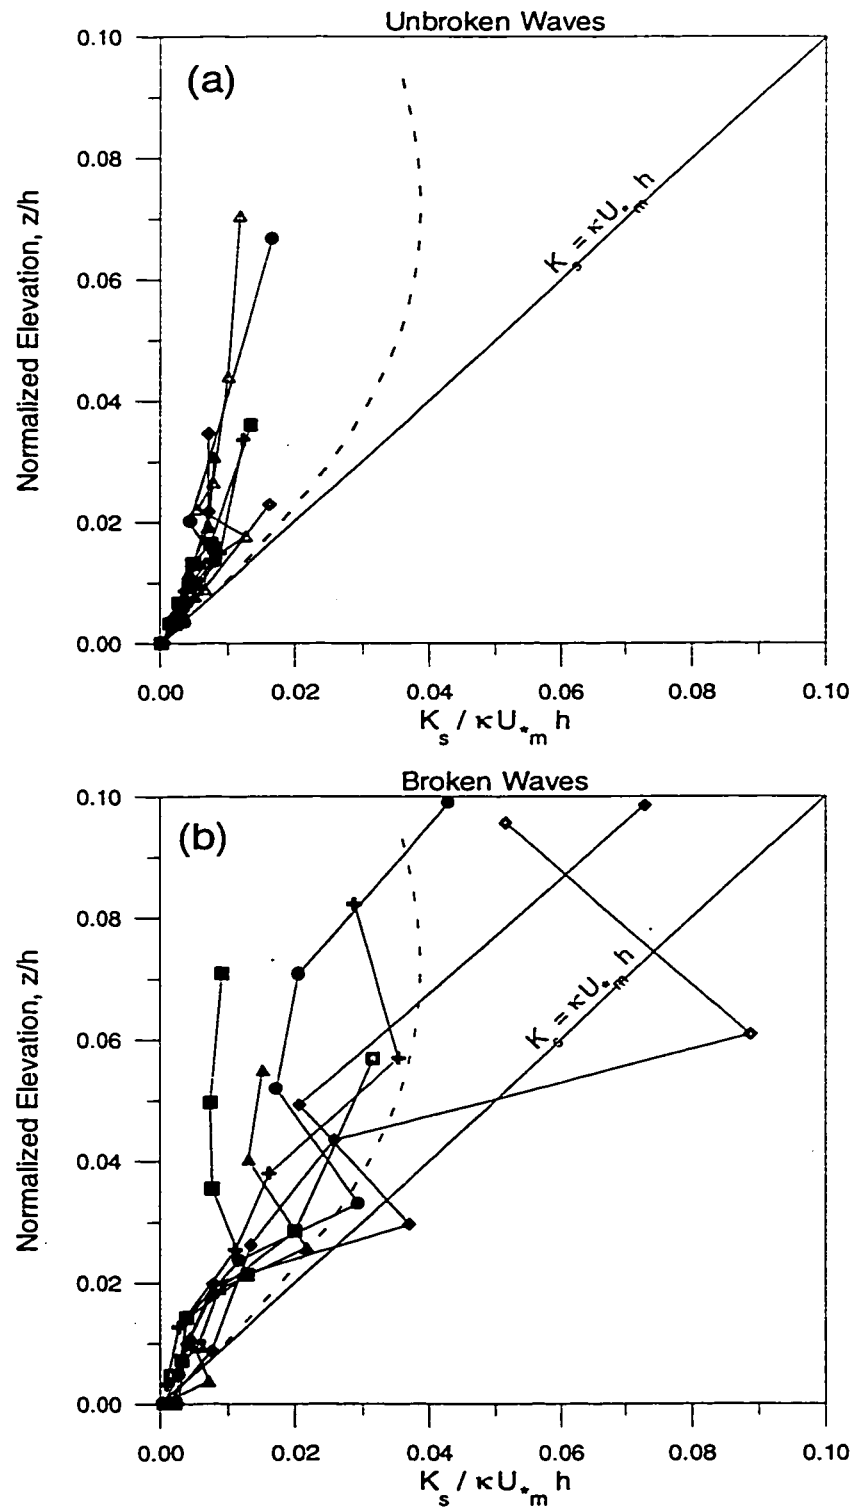 Unbroken Waves
(a)
0.10
0.08
0.06
0.04
0.02
0.00
Normalized Elevation, z/h
K_s = κU_*m h
0.00 0.02 0.04 0.06 0.08 0.10
K_s / κU_*m h
Broken Waves
(b)
0.10
0.08
0.06
0.04
0.02
0.00
Normalized Elevation, z/h
K_s = κU_*m h
0.00 0.02 0.04 0.06 0.08 0.10
K_s / κU_*m h